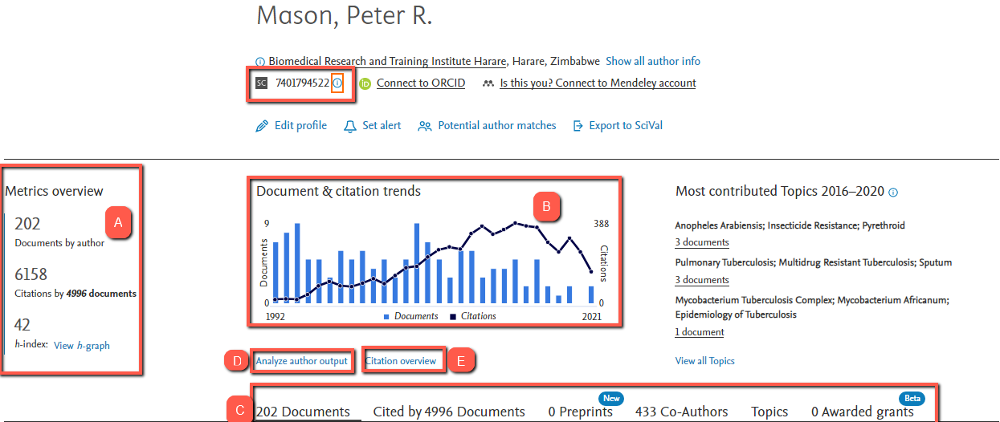 Mason, Peter R.
Biomedical Research and Training Institute Harare, Harare, Zimbabwe Show all author info
SC 7401794522 iD Connect to ORCID Is this you? Connect to Mendeley account
Edit profile Set alert Potential author matches Export to SciVal
Metrics overview
A
202
Documents by author
6158
Citations by 4996 documents
42
h-index: View h-graph
Document & citation trends
B
9 388
Documents Citations
0 0
1992 2021
Documents Citations
D Analyze author output Citation overview E
Most contributed Topics 2016–2020
Anopheles Arabiensis; Insecticide Resistance; Pyrethroid
3 documents
Pulmonary Tuberculosis; Multidrug Resistant Tuberculosis; Sputum
3 documents
Mycobacterium Tuberculosis Complex; Mycobacterium Africanum;
Epidemiology of Tuberculosis
1 document
View all Topics
New Beta
C 202 Documents Cited by 4996 Documents 0 Preprints 433 Co-Authors Topics 0 Awarded grants